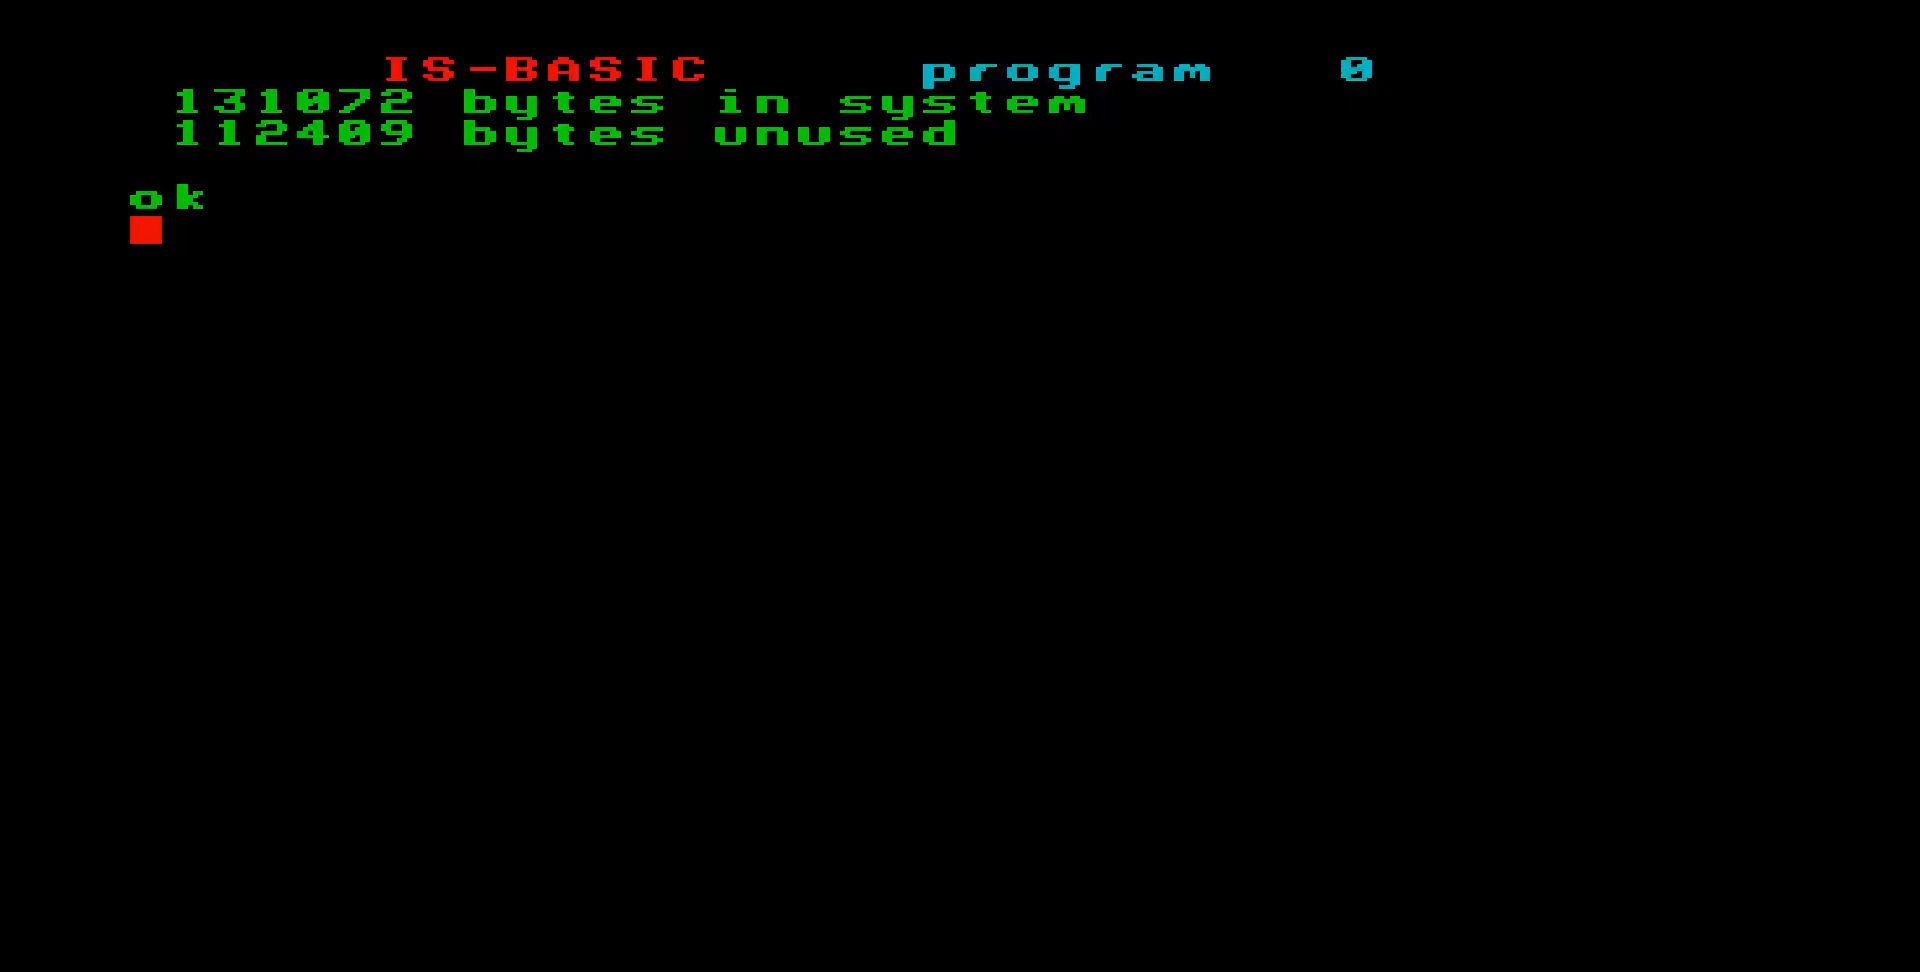 IS-BASIC program 0
131072 bytes in system
112409 bytes unused
ok